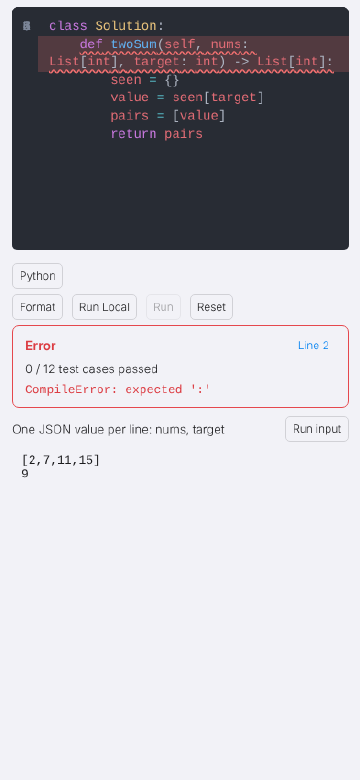 class Solution:
    def twoSum(self, nums:
List[int], target: int) -> List[int]:
        seen = {}
        value = seen[target]
        pairs = [value]
        return pairs
Python
Format Run Local Run Reset
Error Line 2
0 / 12 test cases passed
CompileError: expected ':'
One JSON value per line: nums, target Run input
[2,7,11,15]
9